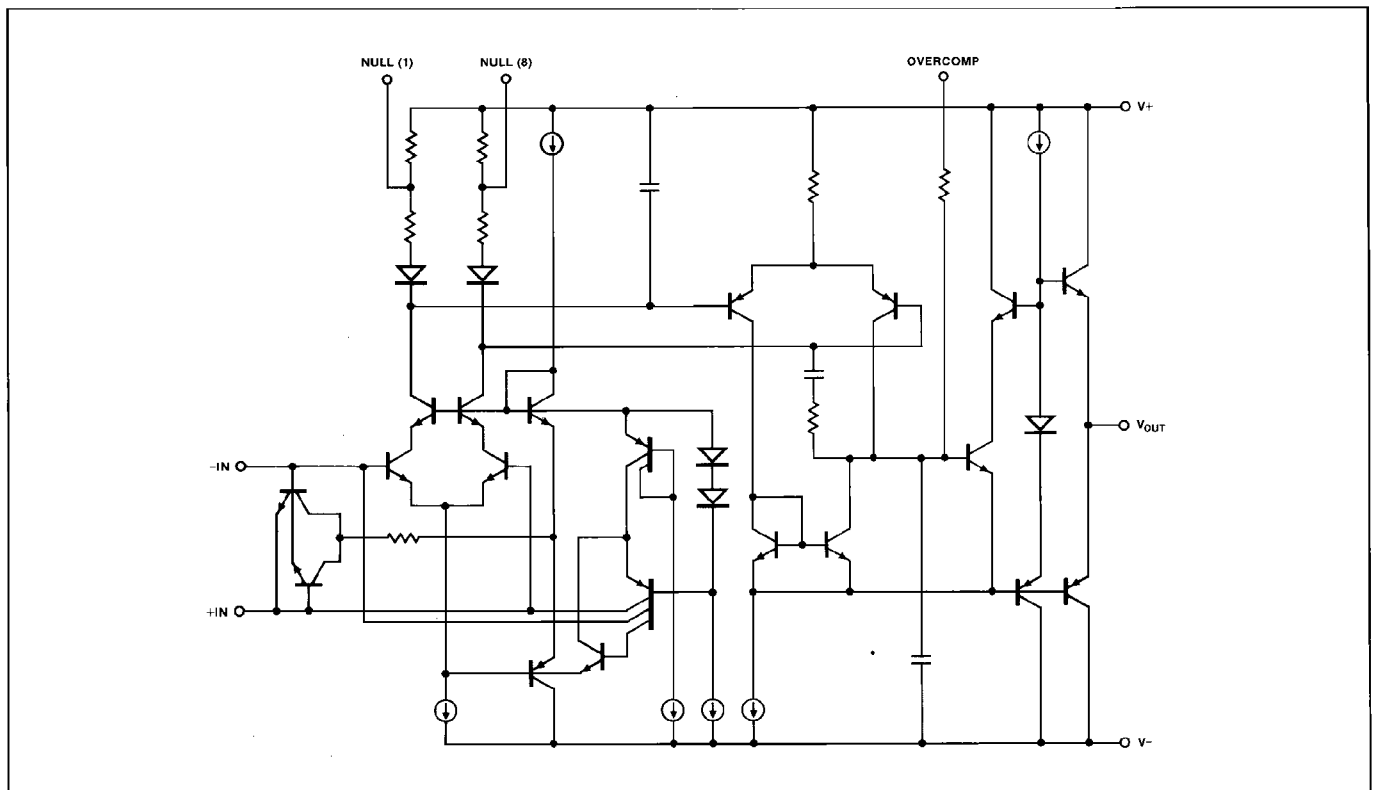 NULL (1)
NULL (8)
OVERCOMP
V+
VOUT
-IN
+IN
V-